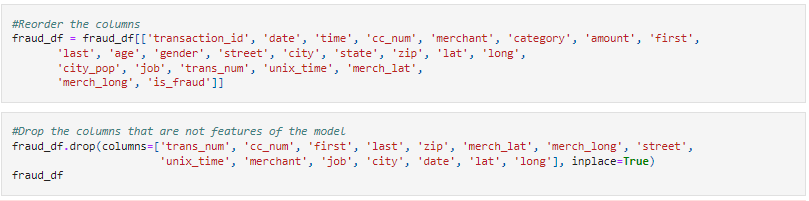 #Reorder the columns
fraud_df = fraud_df[['transaction_id', 'date', 'time', 'cc_num', 'merchant', 'category', 'amount', 'first',
'last', 'age', 'gender', 'street', 'city', 'state', 'zip', 'lat', 'long',
'city_pop', 'job', 'trans_num', 'unix_time', 'merch_lat',
'merch_long', 'is_fraud']]
#Drop the columns that are not features of the model
fraud_df.drop(columns=['trans_num', 'cc_num', 'first', 'last', 'zip', 'merch_lat', 'merch_long', 'street',
'unix_time', 'merchant', 'job', 'city', 'date', 'lat', 'long'], inplace=True)
fraud_df